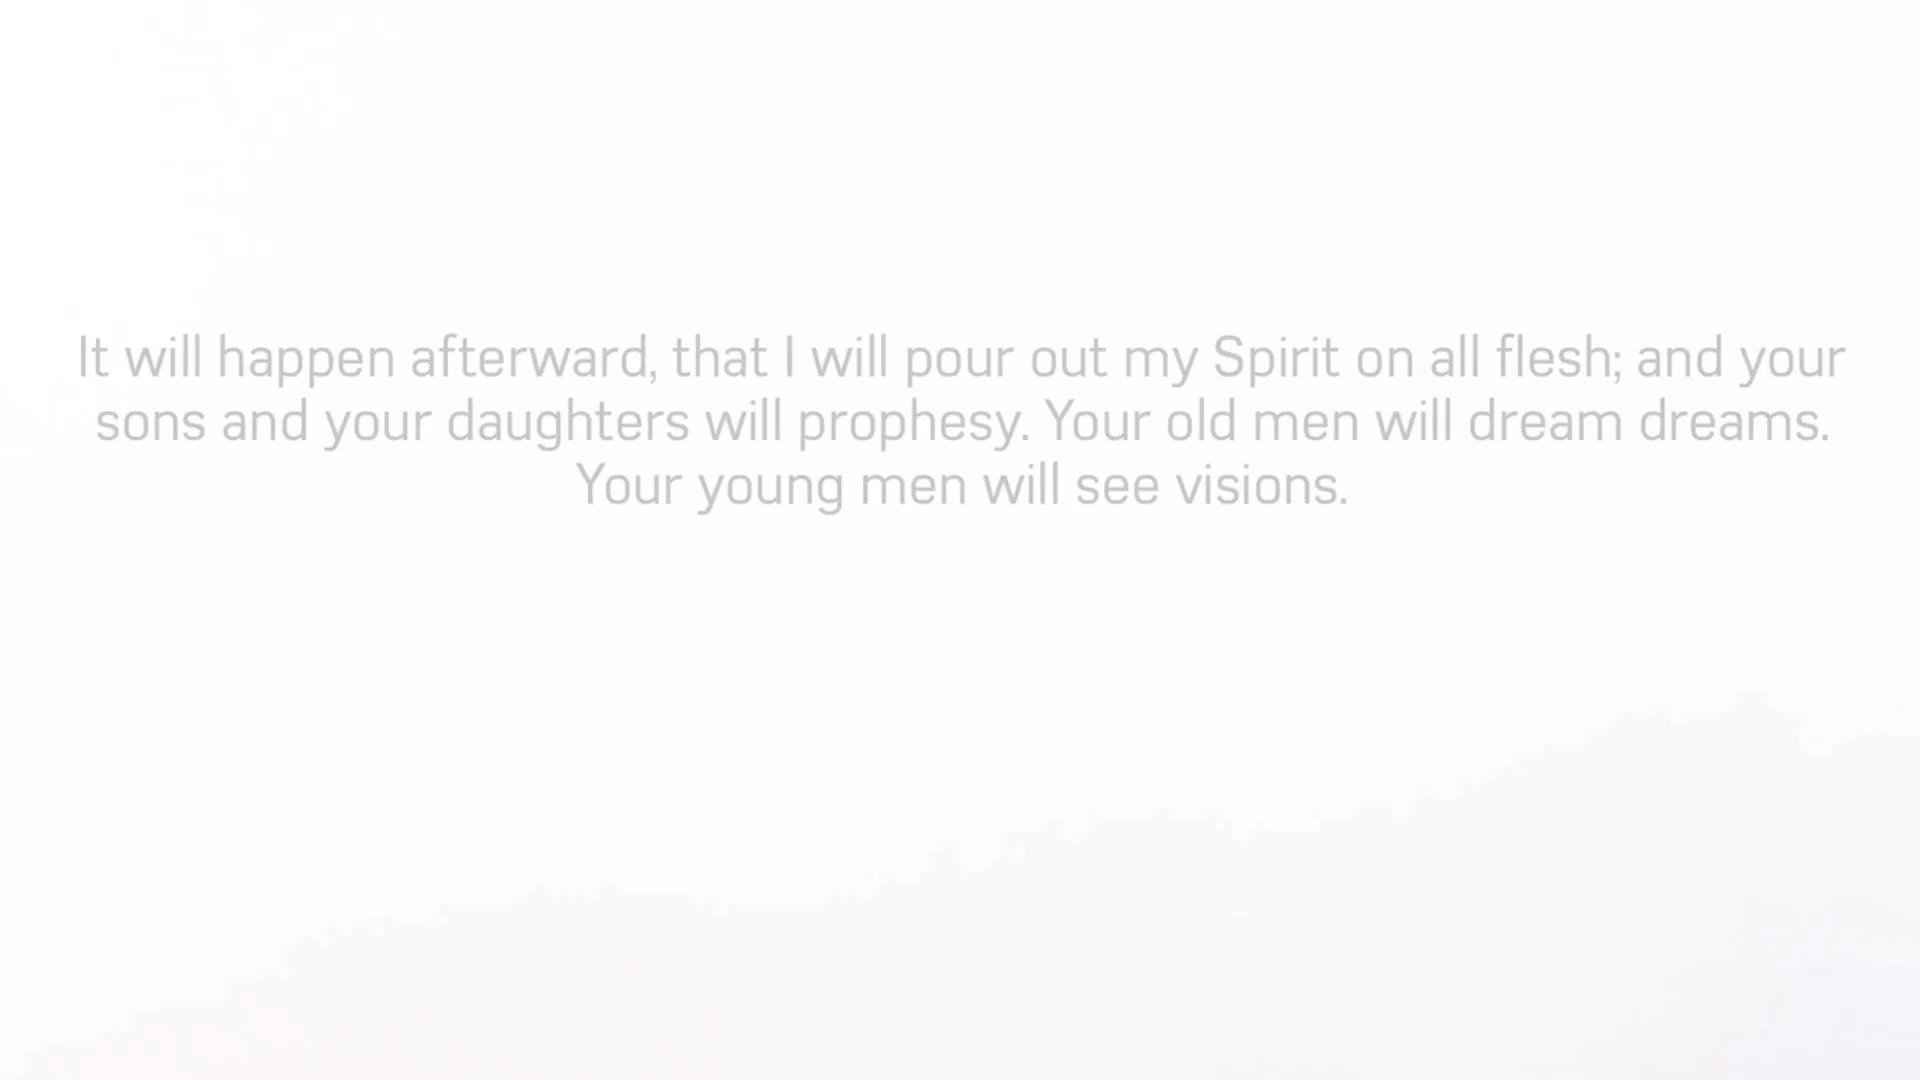 It will happen afterward, that I will pour out my Spirit on all flesh; and your
sons and your daughters will prophesy. Your old men will dream dreams.
Your young men will see visions.